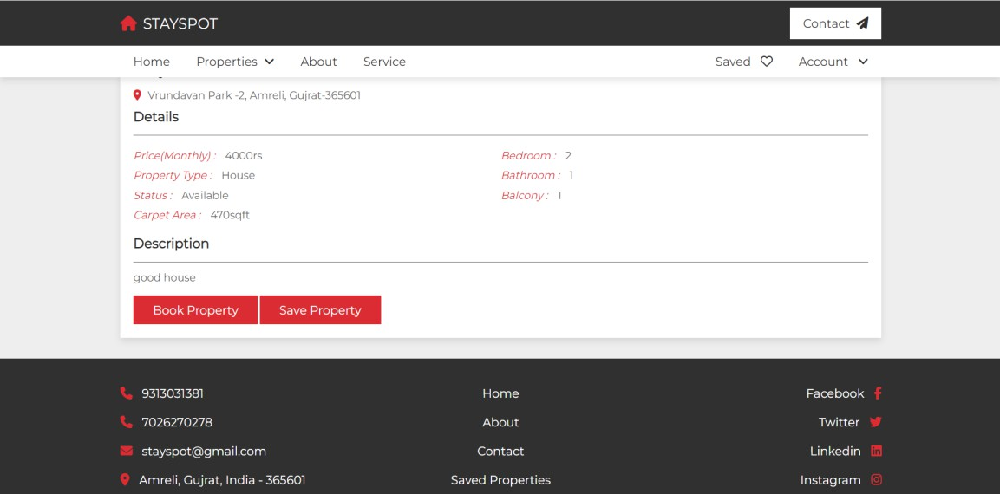 STAYSPOT
Contact
Home Properties About Service Saved Account
Vrundavan Park -2, Amreli, Gujrat-365601
Details
Price(Monthly) : 4000rs Bedroom : 2
Property Type : House Bathroom : 1
Status : Available Balcony : 1
Carpet Area : 470sqft
Description
good house
Book Property Save Property
9313031381 Home Facebook
7026270278 About Twitter
stayspot@gmail.com Contact Linkedin
Amreli, Gujrat, India - 365601 Saved Properties Instagram